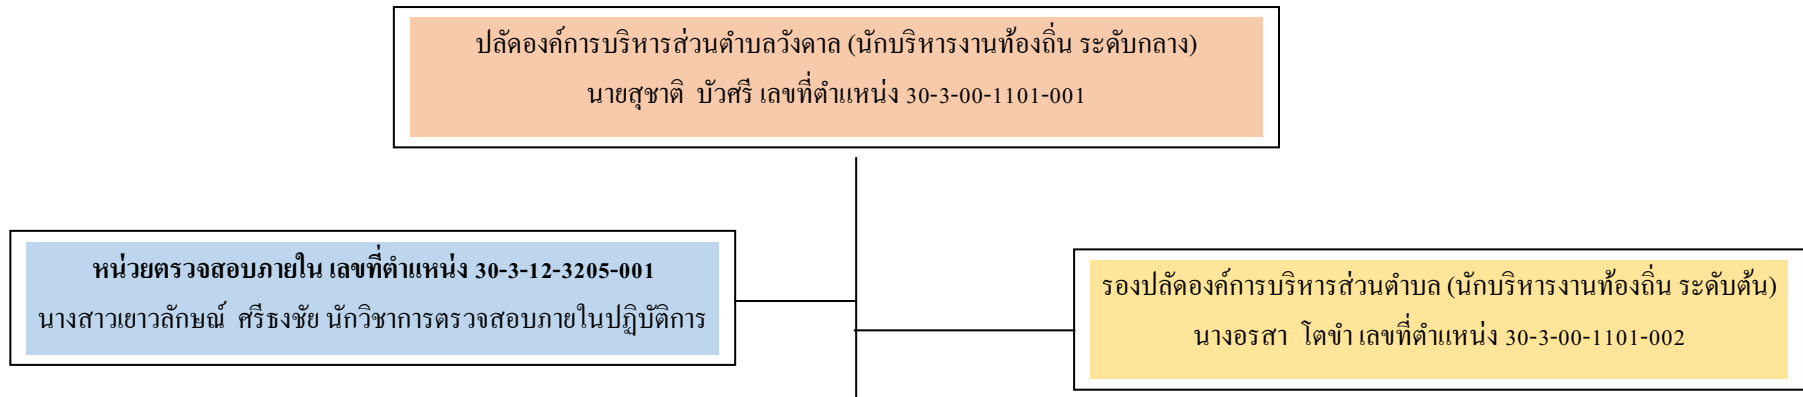 ปลัดองค์การบริหารส่วนตำบลวังดาล (นักบริหารงานท้องถิ่น ระดับกลาง)
นายสุชาติ บัวศรี เลขที่ตำแหน่ง 30-3-00-1101-001
หน่วยตรวจสอบภายใน เลขที่ตำแหน่ง 30-3-12-3205-001
นางสาวเยาวลักษณ์ ศรีธงชัย นักวิชาการตรวจสอบภายในปฏิบัติการ
รองปลัดองค์การบริหารส่วนตำบล (นักบริหารงานท้องถิ่น ระดับต้น)
นางอรสา โตขำ เลขที่ตำแหน่ง 30-3-00-1101-002